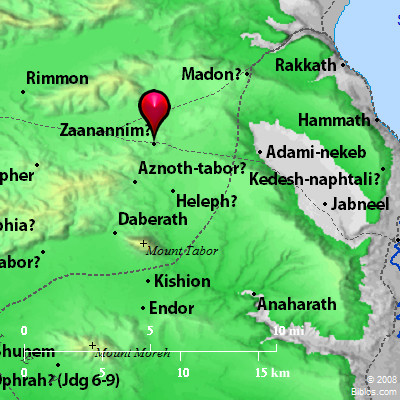 Rimmon
Madon?
Rakkath
Hammath
Zaanannim?
Adami-nekeb
pher
Aznoth-tabor?
Kedesh-naphtali?
Heleph?
Jabneel
phia?
Daberath
Mount Tabor
abor?
Kishion
Endor
Anaharath
0 5 10 mi
Shunem
Mount Moreh
0 5 10 15 km
Ophrah? (Jdg 6-9)
© 2008
Biblos.com